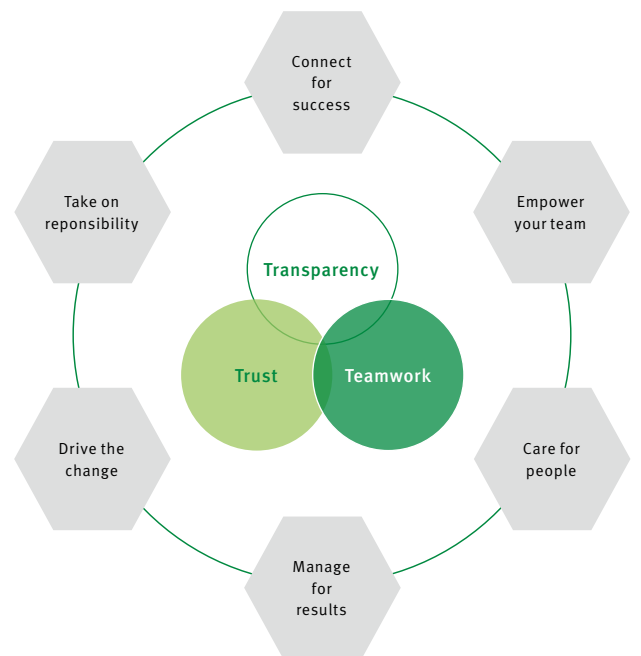 Connect
for
success
Take on
reponsibility
Empower
your team
Transparency
Trust
Teamwork
Drive the
change
Care for
people
Manage
for
results